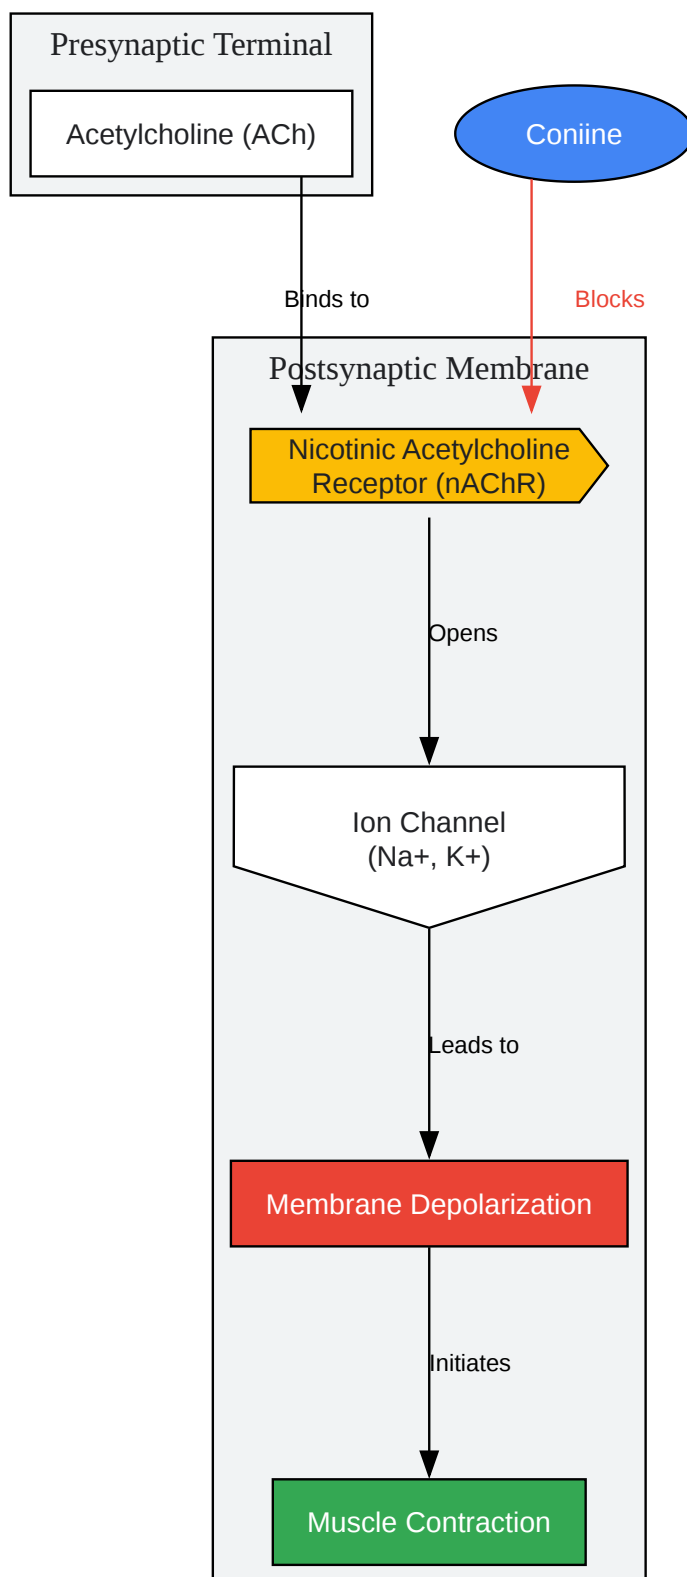 Presynaptic Terminal
Acetylcholine (ACh)
Coniine
Binds to
Blocks
Postsynaptic Membrane
Nicotinic Acetylcholine
Receptor (nAChR)
Opens
Ion Channel
(Na+, K+)
Leads to
Membrane Depolarization
Initiates
Muscle Contraction